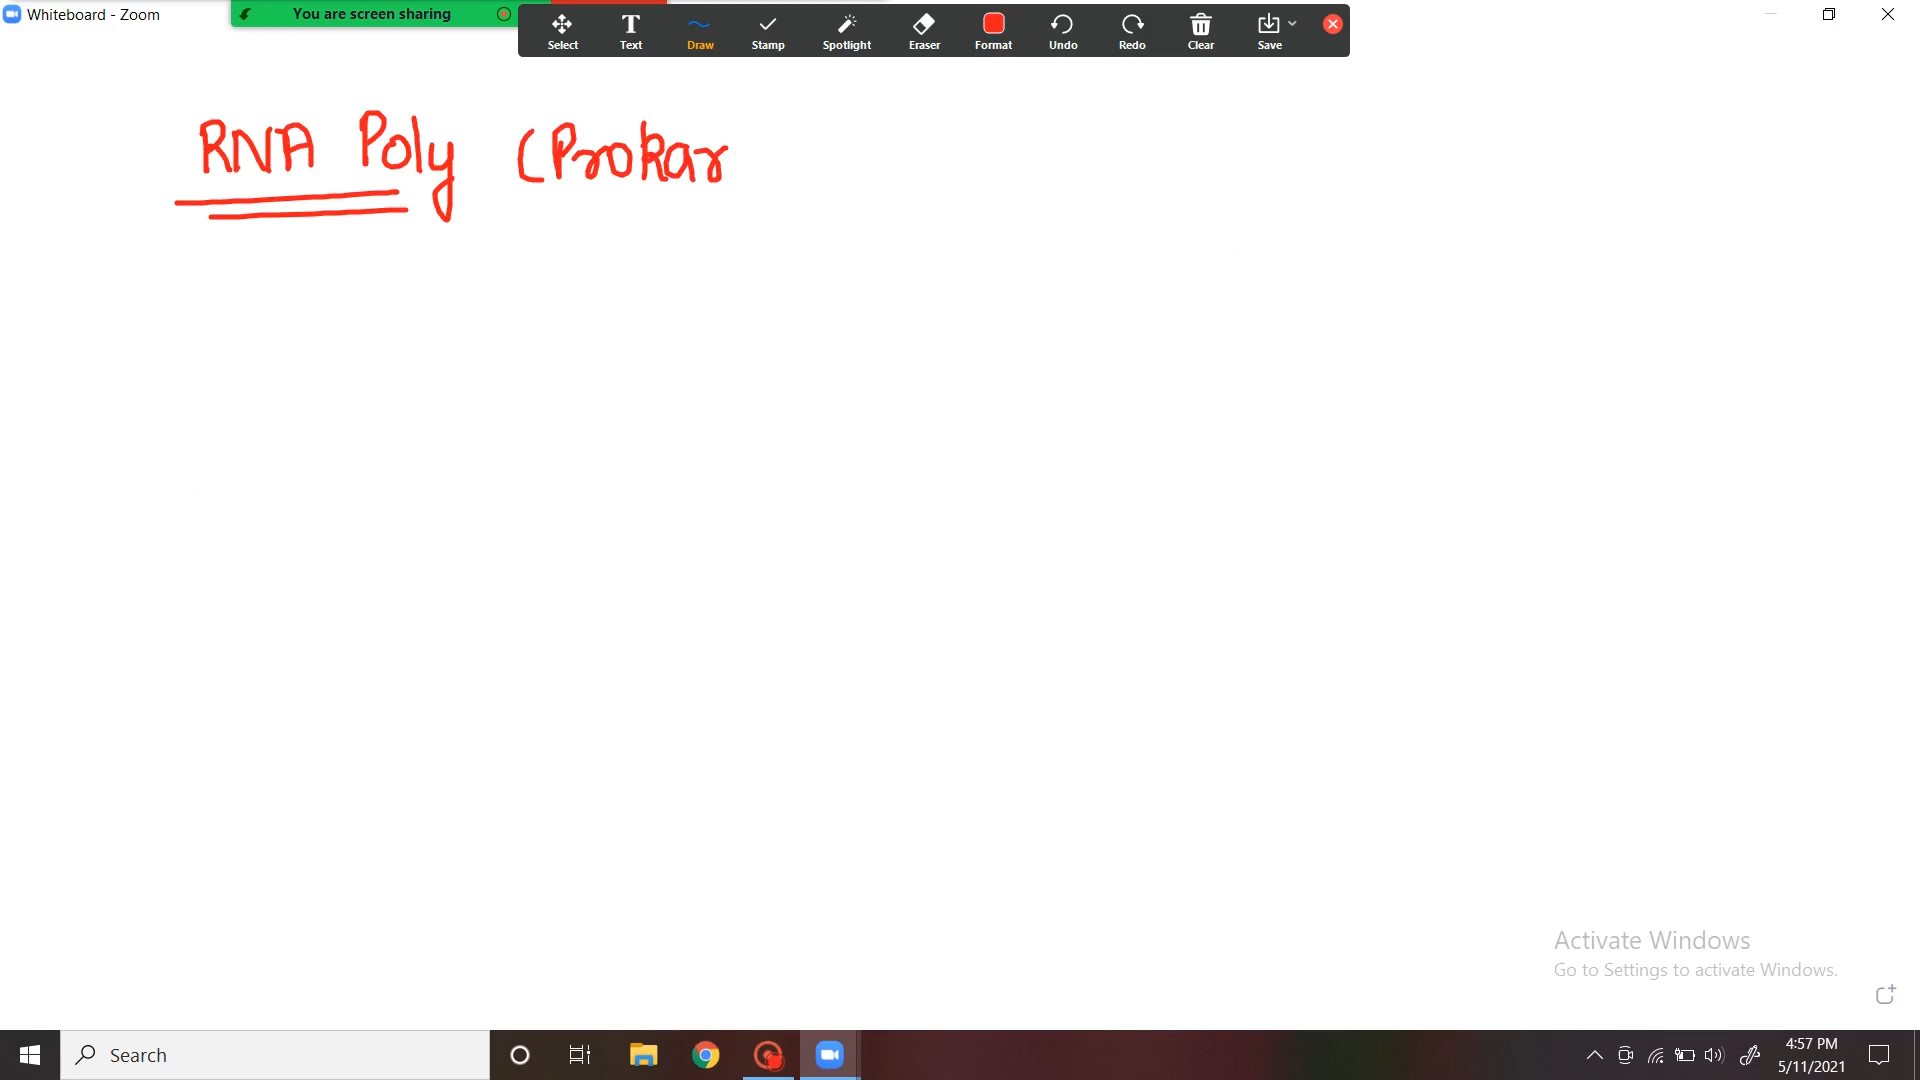 Whiteboard - Zoom
You are screen sharing
Select Text Draw Stamp Spotlight Eraser Format Undo Redo Clear Save
RNA Poly (Prokar
Activate Windows
Go to Settings to activate Windows.
Search
4:57 PM
5/11/2021